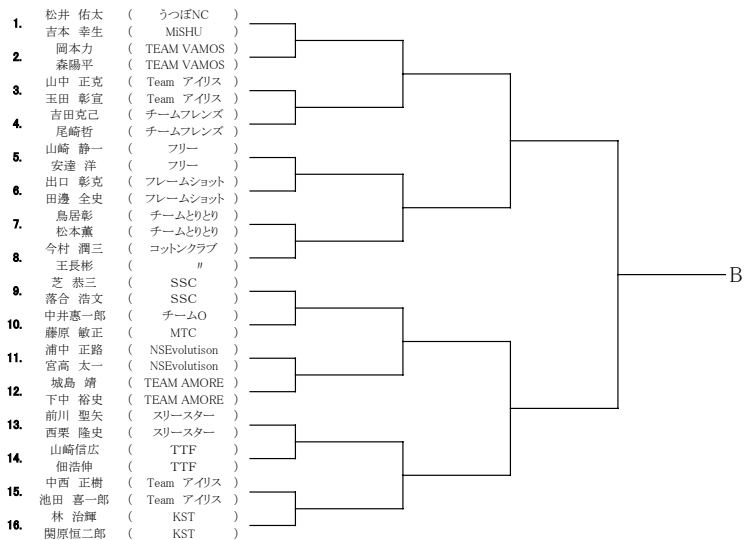 1. 松井 佑太 ( うつぼNC )
吉本 幸生 ( MiSHU )
2. 岡本力 ( TEAM VAMOS )
森陽平 ( TEAM VAMOS )
3. 山中 正克 ( Team アイリス )
玉田 彰宣 ( Team アイリス )
4. 吉田克己 ( チームフレンズ )
尾崎哲 ( チームフレンズ )
5. 山崎 静一 ( フリー )
安達 洋 ( フリー )
6. 出口 彰克 ( フレームショット )
田邊 全史 ( フレームショット )
7. 鳥居彰 ( チームとりとり )
松本薫 ( チームとりとり )
8. 今村 潤三 ( コットンクラブ )
王長彬 ( 〃 )
9. 芝 恭三 ( SSC )
落合 浩文 ( SSC )
10. 中井惠一郎 ( チームO )
藤原 敏正 ( MTC )
11. 浦中 正路 ( NSEvolutison )
宮高 太一 ( NSEvolutison )
12. 城島 靖 ( TEAM AMORE )
下中 裕史 ( TEAM AMORE )
13. 前川 聖矢 ( スリースター )
西栗 隆史 ( スリースター )
14. 山崎信広 ( TTF )
佃浩伸 ( TTF )
15. 中西 正樹 ( Team アイリス )
池田 喜一郎 ( Team アイリス )
16. 林 治輝 ( KST )
関原恒二郎 ( KST )
B